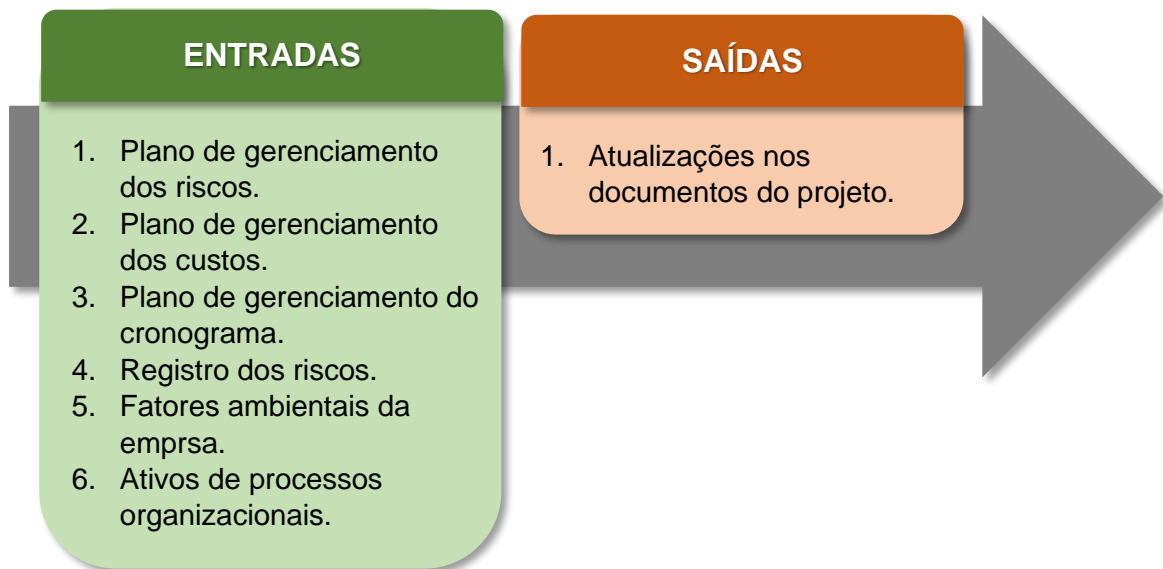 ENTRADAS
1. Plano de gerenciamento
dos riscos.
2. Plano de gerenciamento
dos custos.
3. Plano de gerenciamento do
cronograma.
4. Registro dos riscos.
5. Fatores ambientais da
emprsa.
6. Ativos de processos
organizacionais.
SAÍDAS
1. Atualizações nos
documentos do projeto.